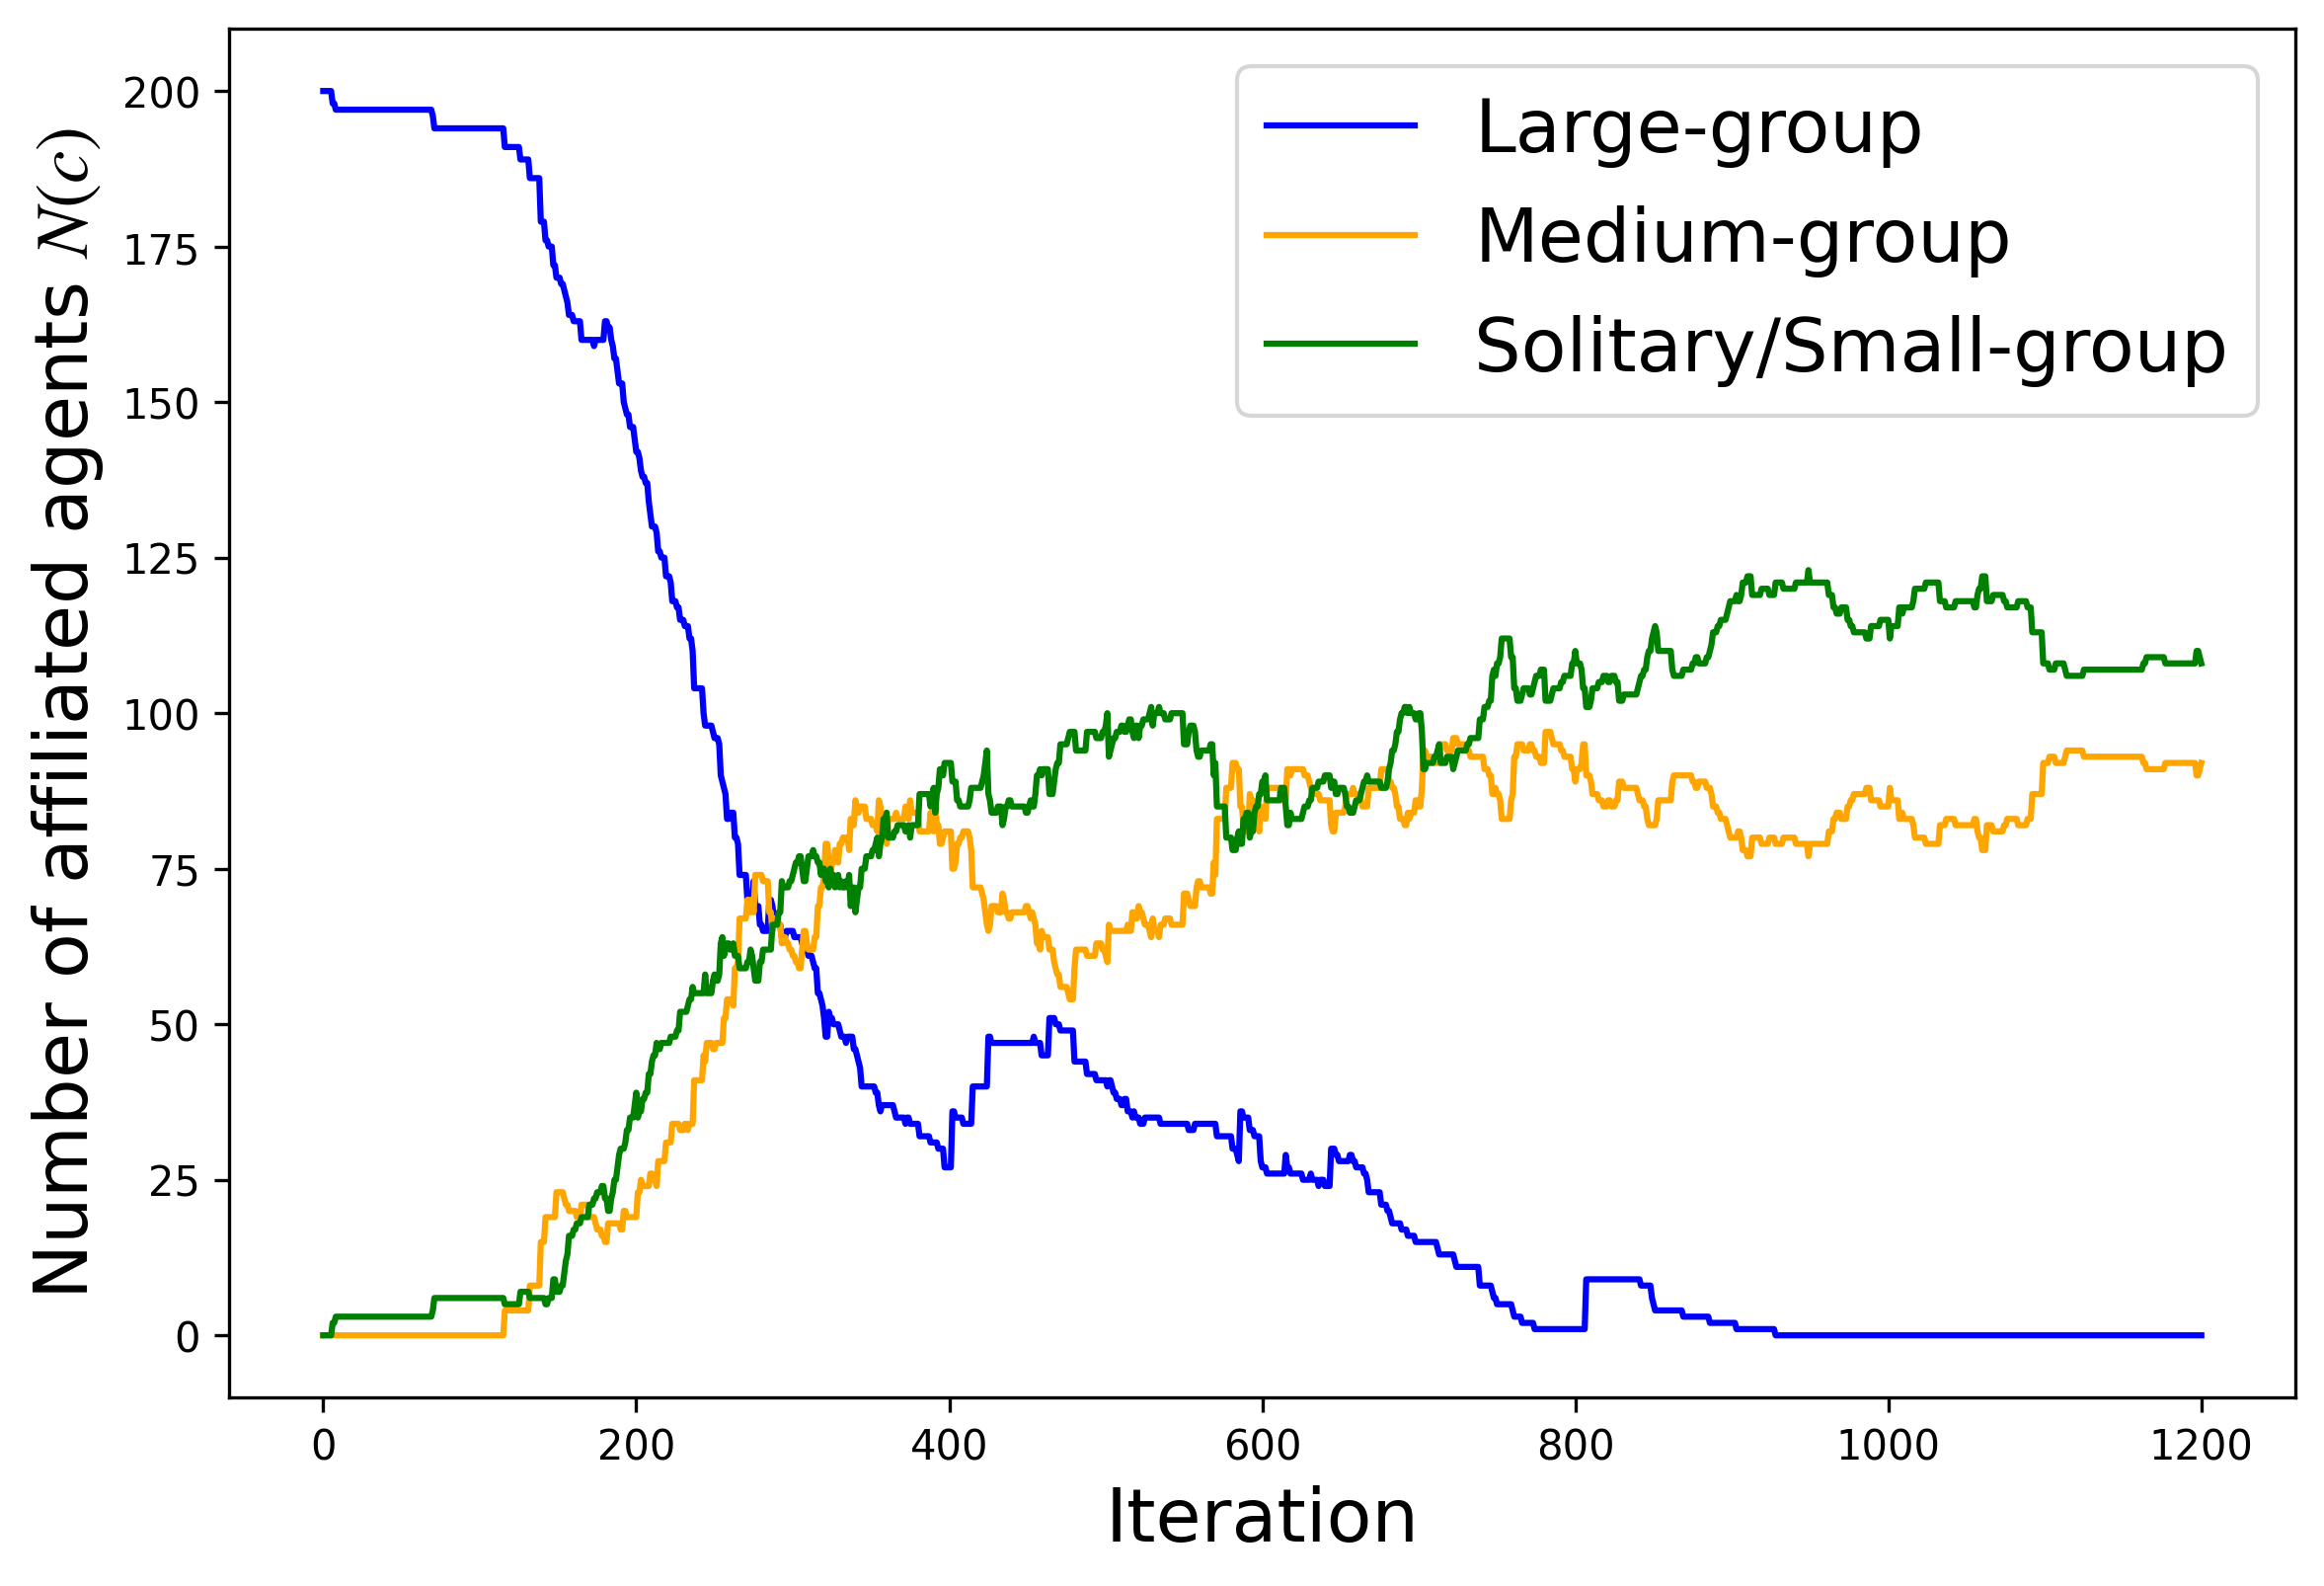 Number of affiliated agents N(c)
200
175
150
125
100
75
50
25
0
Large-group
Medium-group
Solitary/Small-group
0 200 400 600 800 1000 1200
Iteration